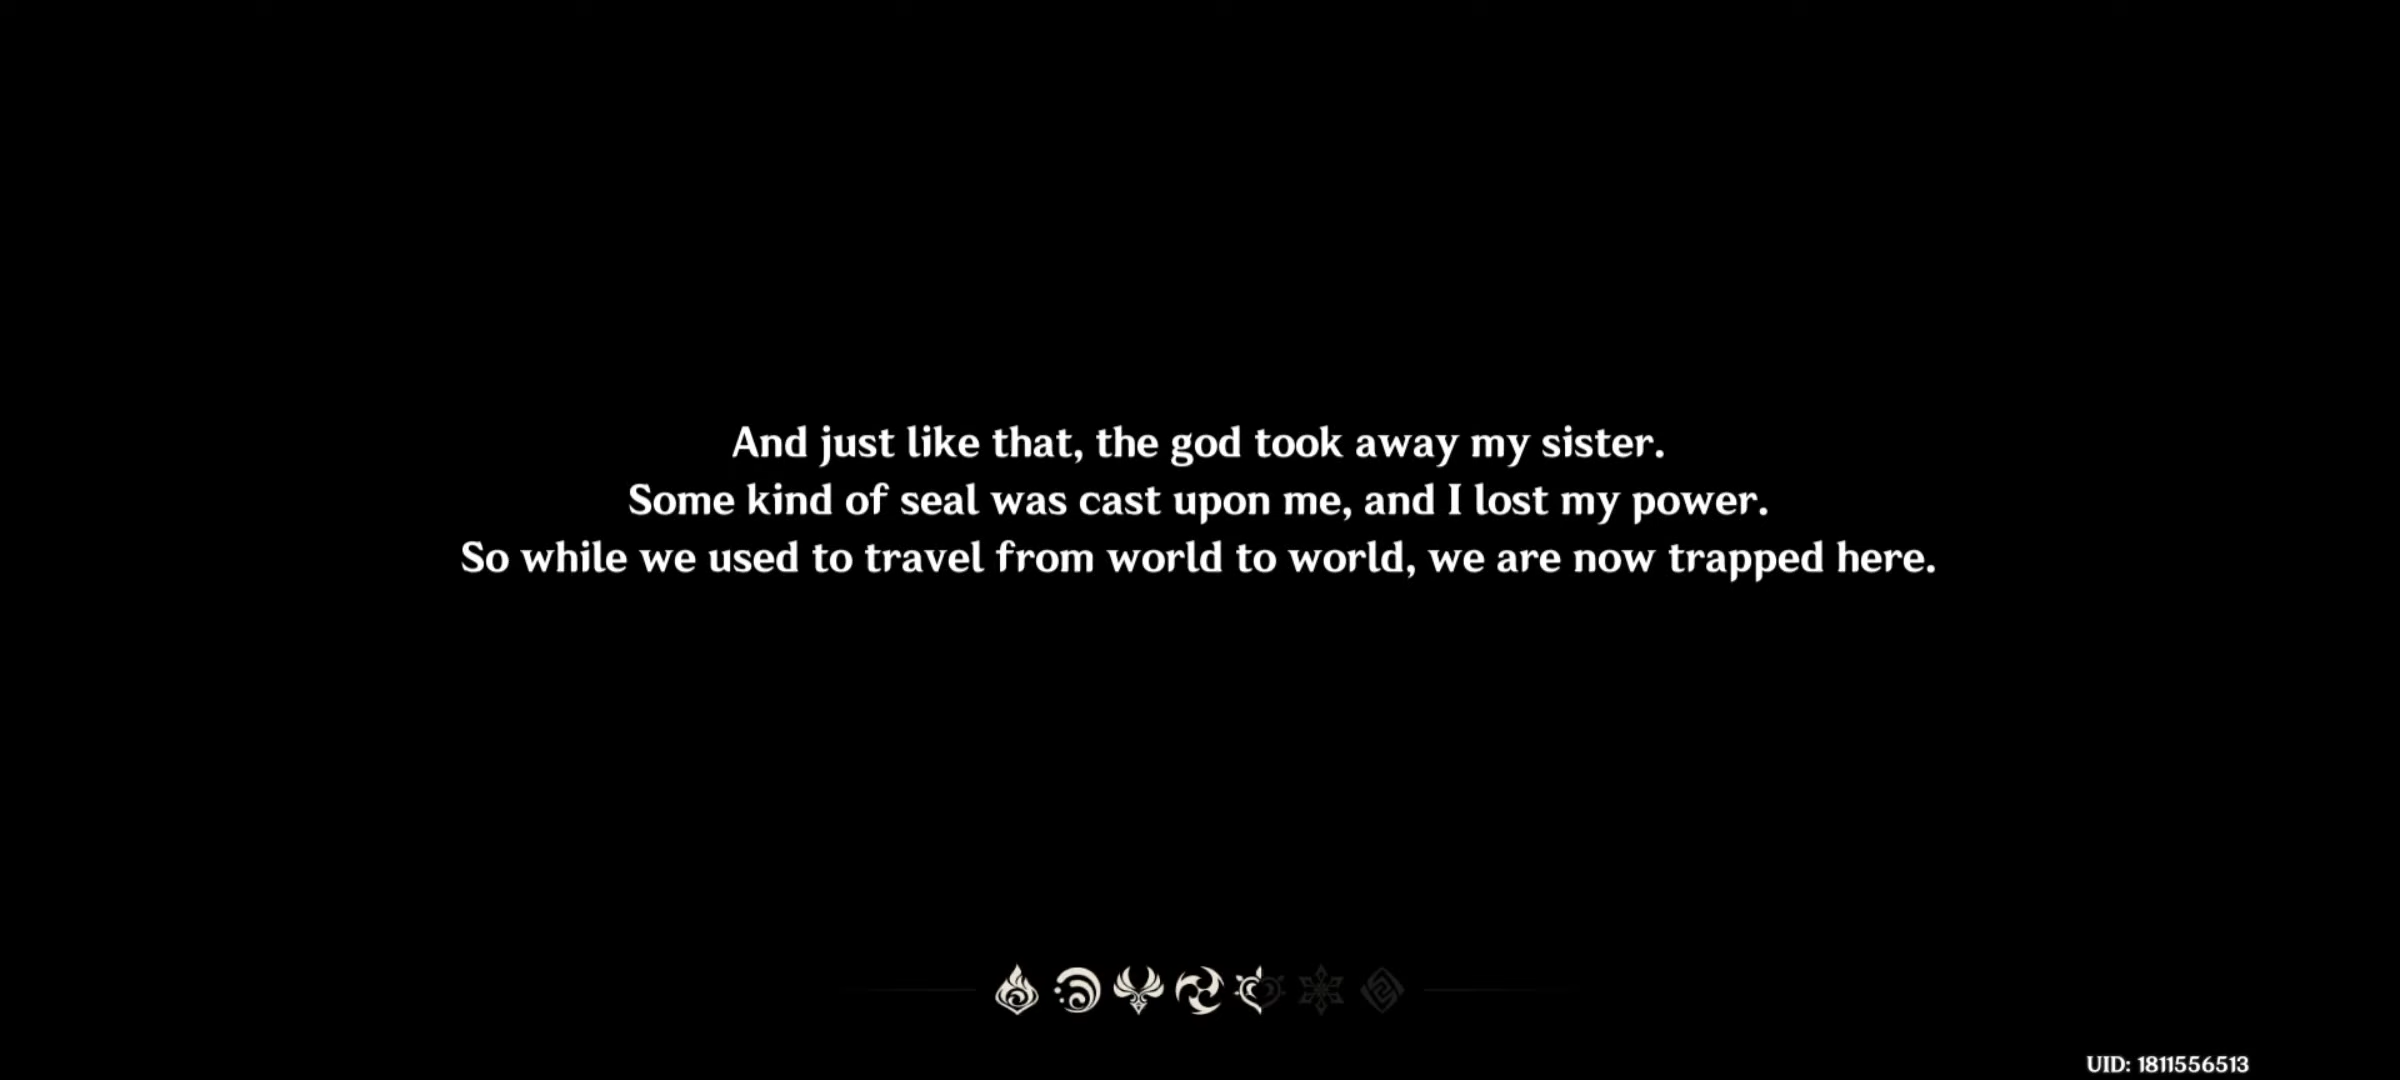 And just like that, the god took away my sister.
Some kind of seal was cast upon me, and I lost my power.
So while we used to travel from world to world, we are now trapped here.
UID: 1811556513